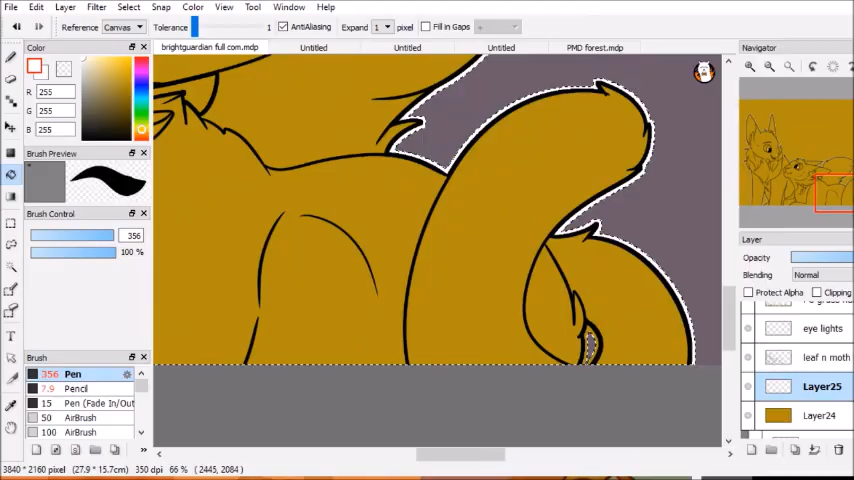 File Edit Layer Filter Select Snap Color View Tool Window Help
Reference Canvas Tolerance 1 AntiAliasing Expand 1 pixel Fill in Gaps
Color
brightguardian full com.mdp Untitled Untitled Untitled PMD forest.mdp
Navigator
R 255
G 255
B 255
Brush Preview
Brush Control
356
100 %
Layer
Opacity
Blending Normal
Protect Alpha Clipping
eye lights
leaf n moth
Layer25
Layer24
Brush
356 Pen
7.9 Pencil
15 Pen (Fade In/Out
50 AirBrush
100 AirBrush
3840 * 2160 pixel (27.9 * 15.7cm) 350 dpi 66 % ( 2445, 2084 )